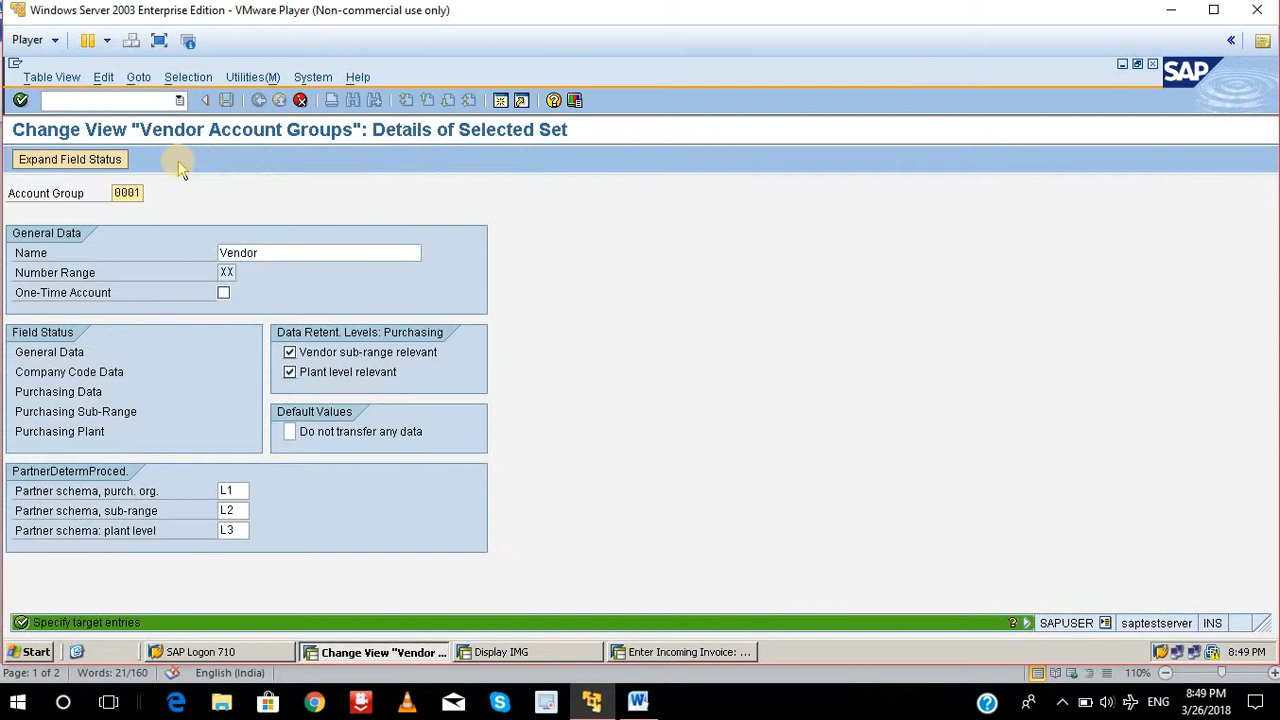 Windows Server 2003 Enterprise Edition - VMware Player (Non-commercial use only)
Player
Table View Edit Goto Selection Utilities(M) System Help
SAP
Change View "Vendor Account Groups": Details of Selected Set
Expand Field Status
Account Group 0001
General Data
Name Vendor
Number Range XX
One-Time Account
Field Status
General Data
Company Code Data
Purchasing Data
Purchasing Sub-Range
Purchasing Plant
Data Retent. Levels: Purchasing
Vendor sub-range relevant
Plant level relevant
Default Values
Do not transfer any data
PartnerDetermProced.
Partner schema, purch. org. L1
Partner schema, sub-range L2
Partner schema: plant level L3
Specify target entries
SAPUSER saptestserver INS
Start SAP Logon 710 Change View "Vendor ... Display IMG Enter Incoming Invoice: ... 8:49 PM
Page: 1 of 2 Words: 21/160 English (India) 110%
ENG 8:49 PM
3/26/2018